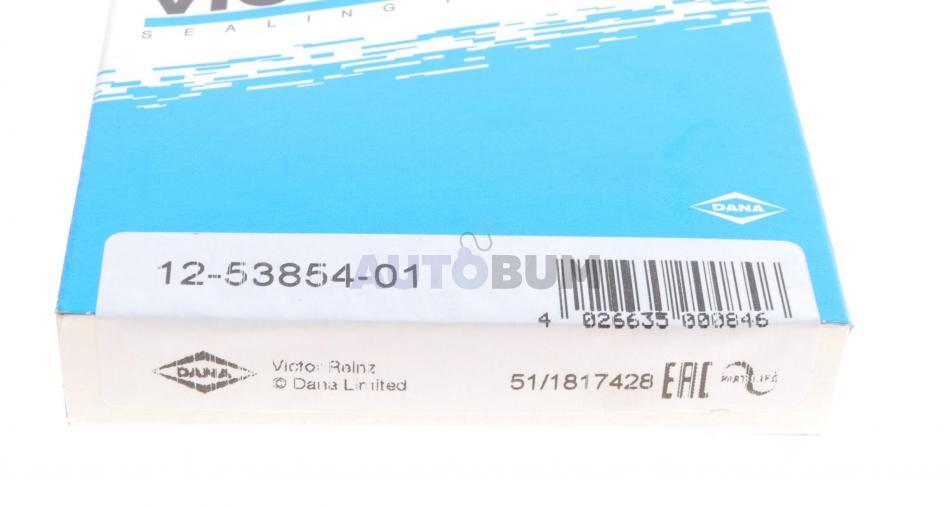 SEALING
DANA
12-53854-01
AUTOBUM
4 026635 000846
DANA
Victor Reinz
© Dana Limited
51/1817428 EAC